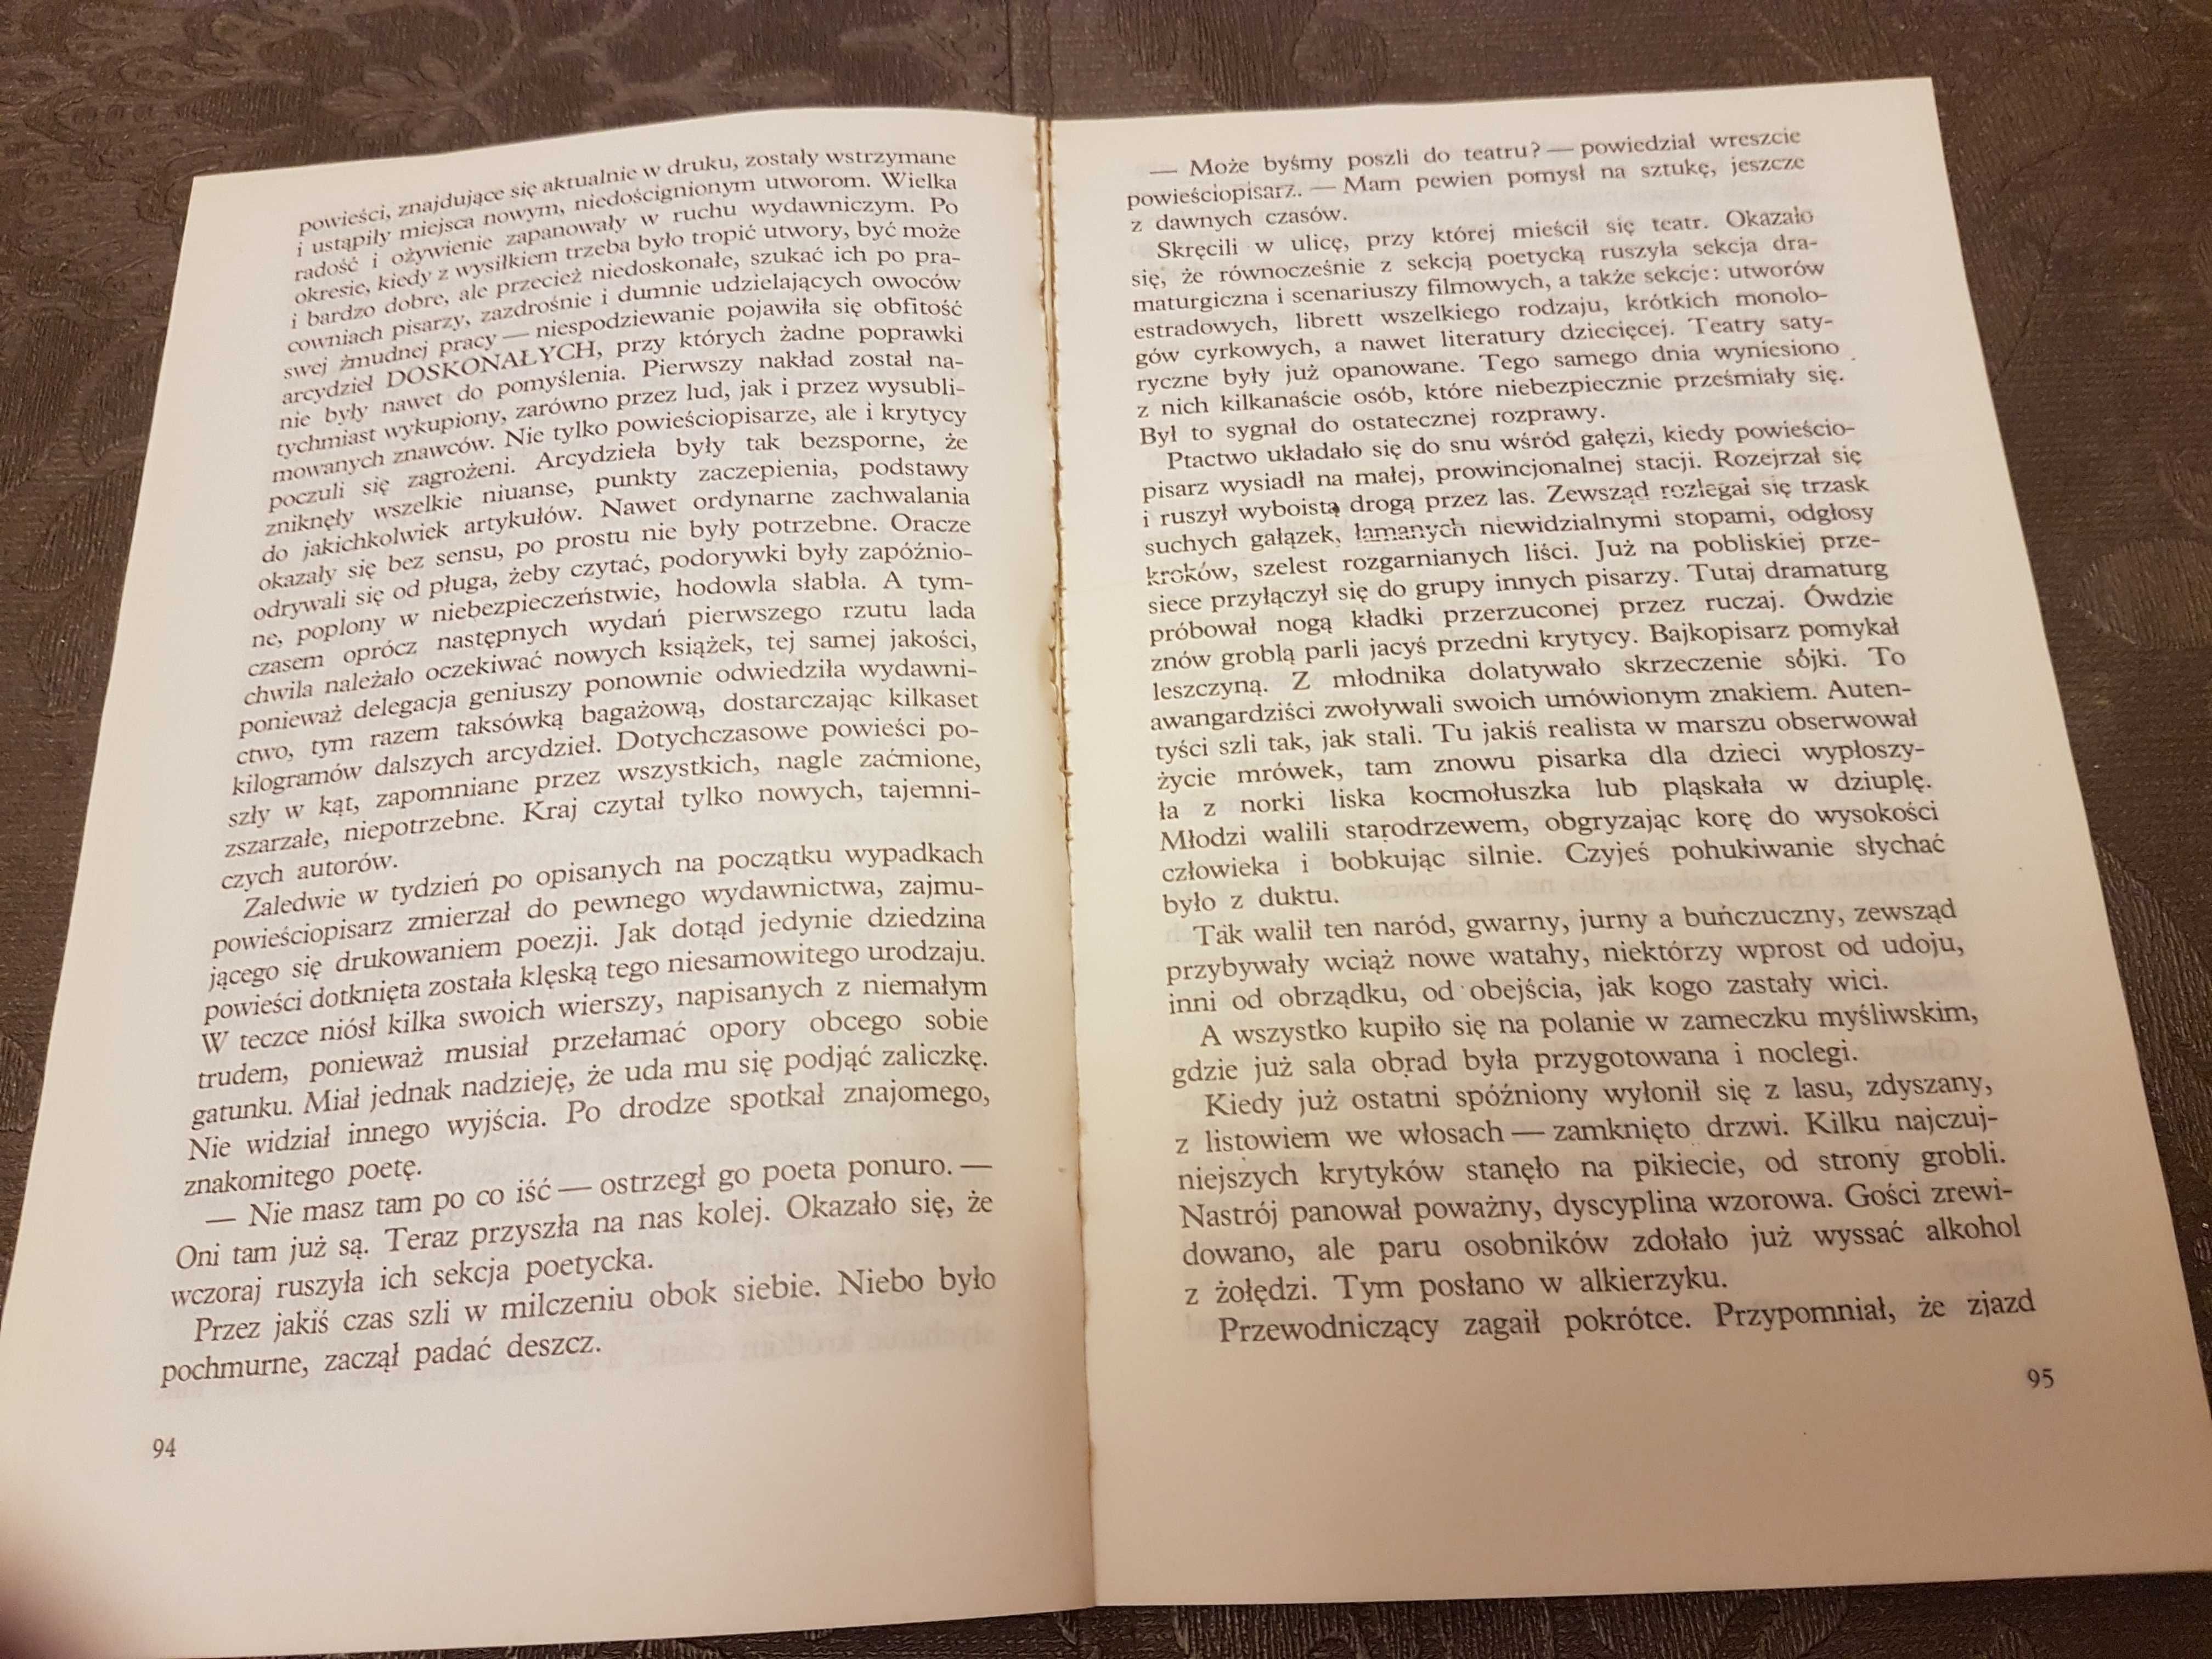 powieści, znajdujące się aktualnie w druku, zostały wstrzymane
i ustąpiły miejsca nowym, niedoścignionym utworom. Wielka
radość i ożywienie zapanowały w ruchu wydawniczym. Po
okresie, kiedy z wysiłkiem trzeba było tropić utwory, być może
i bardzo dobre, ale przecież niedoskonałe, szukać ich po pra-
cowniach pisarzy, zazdrośnie i dumnie udzielających owoców
swej żmudnej pracy — niespodziewanie pojawiła się obfitość
arcydzieł DOSKONAŁYCH, przy których żadne poprawki
nie były nawet do pomyślenia. Pierwszy nakład został na-
tychmiast wykupiony, zarówno przez lud, jak i przez wysubli-
mowanych znawców. Nie tylko powieściopisarze, ale i krytycy
poczuli się zagrożeni. Arcydzieła były tak bezsporne, że
zniknęły wszelkie niuanse, punkty zaczepienia, podstawy
do jakichkolwiek artykułów. Nawet ordynarne zachwalania
okazały się bez sensu, po prostu nie były potrzebne. Oracze
odrywali się od pługa, żeby czytać, podorywki były zapóźnio-
ne, poplony w niebezpieczeństwie, hodowla słabła. A tym-
czasem oprócz następnych wydań pierwszego rzutu lada
chwila należało oczekiwać nowych książek, tej samej jakości,
ponieważ delegacja geniuszy ponownie odwiedziła wydawni-
ctwo, tym razem taksówką bagażową, dostarczając kilkaset
kilogramów dalszych arcydzieł. Dotychczasowe powieści po-
szły w kąt, zapomniane przez wszystkich, nagle zaćmione,
zszarzałe, niepotrzebne. Kraj czytał tylko nowych, tajemni-
czych autorów.
Zaledwie w tydzień po opisanych na początku wypadkach
powieściopisarz zmierzał do pewnego wydawnictwa, zajmu-
jącego się drukowaniem poezji. Jak dotąd jedynie dziedzina
powieści dotknięta została klęską tego niesamowitego urodzaju.
W teczce niósł kilka swoich wierszy, napisanych z niemałym
trudem, ponieważ musiał przełamać opory obcego sobie
gatunku. Miał jednak nadzieję, że uda mu się podjąć zaliczkę.
Nie widział innego wyjścia. Po drodze spotkał znajomego,
znakomitego poetę.
— Nie masz tam po co iść — ostrzegł go poeta ponuro. —
Oni tam już są. Teraz przyszła na nas kolej. Okazało się, że
wczoraj ruszyła ich sekcja poetycka.
Przez jakiś czas szli w milczeniu obok siebie. Niebo było
pochmurne, zaczął padać deszcz.
94
— Może byśmy poszli do teatru? — powiedział wreszcie
powieściopisarz. — Mam pewien pomysł na sztukę, jeszcze
z dawnych czasów.
Skręcili w ulicę, przy której mieścił się teatr. Okazało
się, że równocześnie z sekcją poetycką ruszyła sekcja dra-
maturgiczna i scenariuszy filmowych, a także sekcje: utworów
estradowych, librett wszelkiego rodzaju, krótkich monolo-
gów cyrkowych, a nawet literatury dziecięcej. Teatry saty-
ryczne były już opanowane. Tego samego dnia wyniesiono
z nich kilkanaście osób, które niebezpiecznie prześmiały się.
Był to sygnał do ostatecznej rozprawy.
Ptactwo układało się do snu wśród gałęzi, kiedy powieścio-
pisarz wysiadł na małej, prowincjonalnej stacji. Rozejrzał się
i ruszył wyboistą drogą przez las. Zewsząd rozlegał się trzask
suchych gałązek, łamanych niewidzialnymi stopami, odgłosy
kroków, szelest rozgarnianych liści. Już na pobliskiej prze-
siece przyłączył się do grupy innych pisarzy. Tutaj dramaturg
próbował nogą kładki przerzuconej przez ruczaj. Ówdzie
znów groblą parli jacyś przedni krytycy. Bajkopisarz pomykał
leszczyną. Z młodnika dolatywało skrzeczenie sójki. To
awangardziści zwoływali swoich umówionym znakiem. Auten-
tyści szli tak, jak stali. Tu jakiś realista w marszu obserwował
życie mrówek, tam znowu pisarka dla dzieci wypłoszy-
ła z norki liska kocmołuszka lub pląskała w dziuplę.
Młodzi walili starodrzewem, obgryzając korę do wysokości
człowieka i bobkując silnie. Czyjeś pohukiwanie słychać
było z duktu.
Tak walił ten naród, gwarny, jurny a buńczuczny, zewsząd
przybywały wciąż nowe watahy, niektórzy wprost od udoju,
inni od obrządku, od obejścia, jak kogo zastały wici.
A wszystko kupiło się na polanie w zameczku myśliwskim,
gdzie już sala obrad była przygotowana i noclegi.
Kiedy już ostatni spóźniony wyłonił się z lasu, zdyszany,
z listowiem we włosach — zamknięto drzwi. Kilku najczuj-
niejszych krytyków stanęło na pikiecie, od strony grobli.
Nastrój panował poważny, dyscyplina wzorowa. Gości zrewi-
dowano, ale paru osobników zdołało już wyssać alkohol
z żołędzi. Tym posłano w alkierzyku.
Przewodniczący zagaił pokrótce. Przypomniał, że zjazd
95